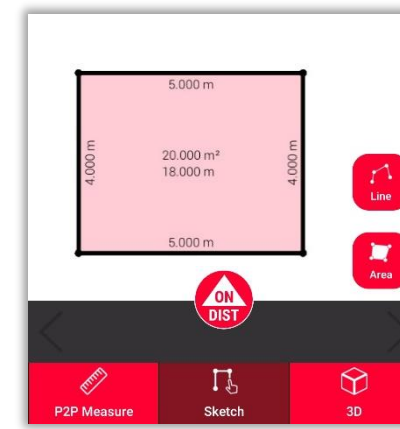 5.000 m
4.000 m
20.000 m²
18.000 m
4.000 m
5.000 m
Line
Area
ON
DIST
P2P Measure
Sketch
3D